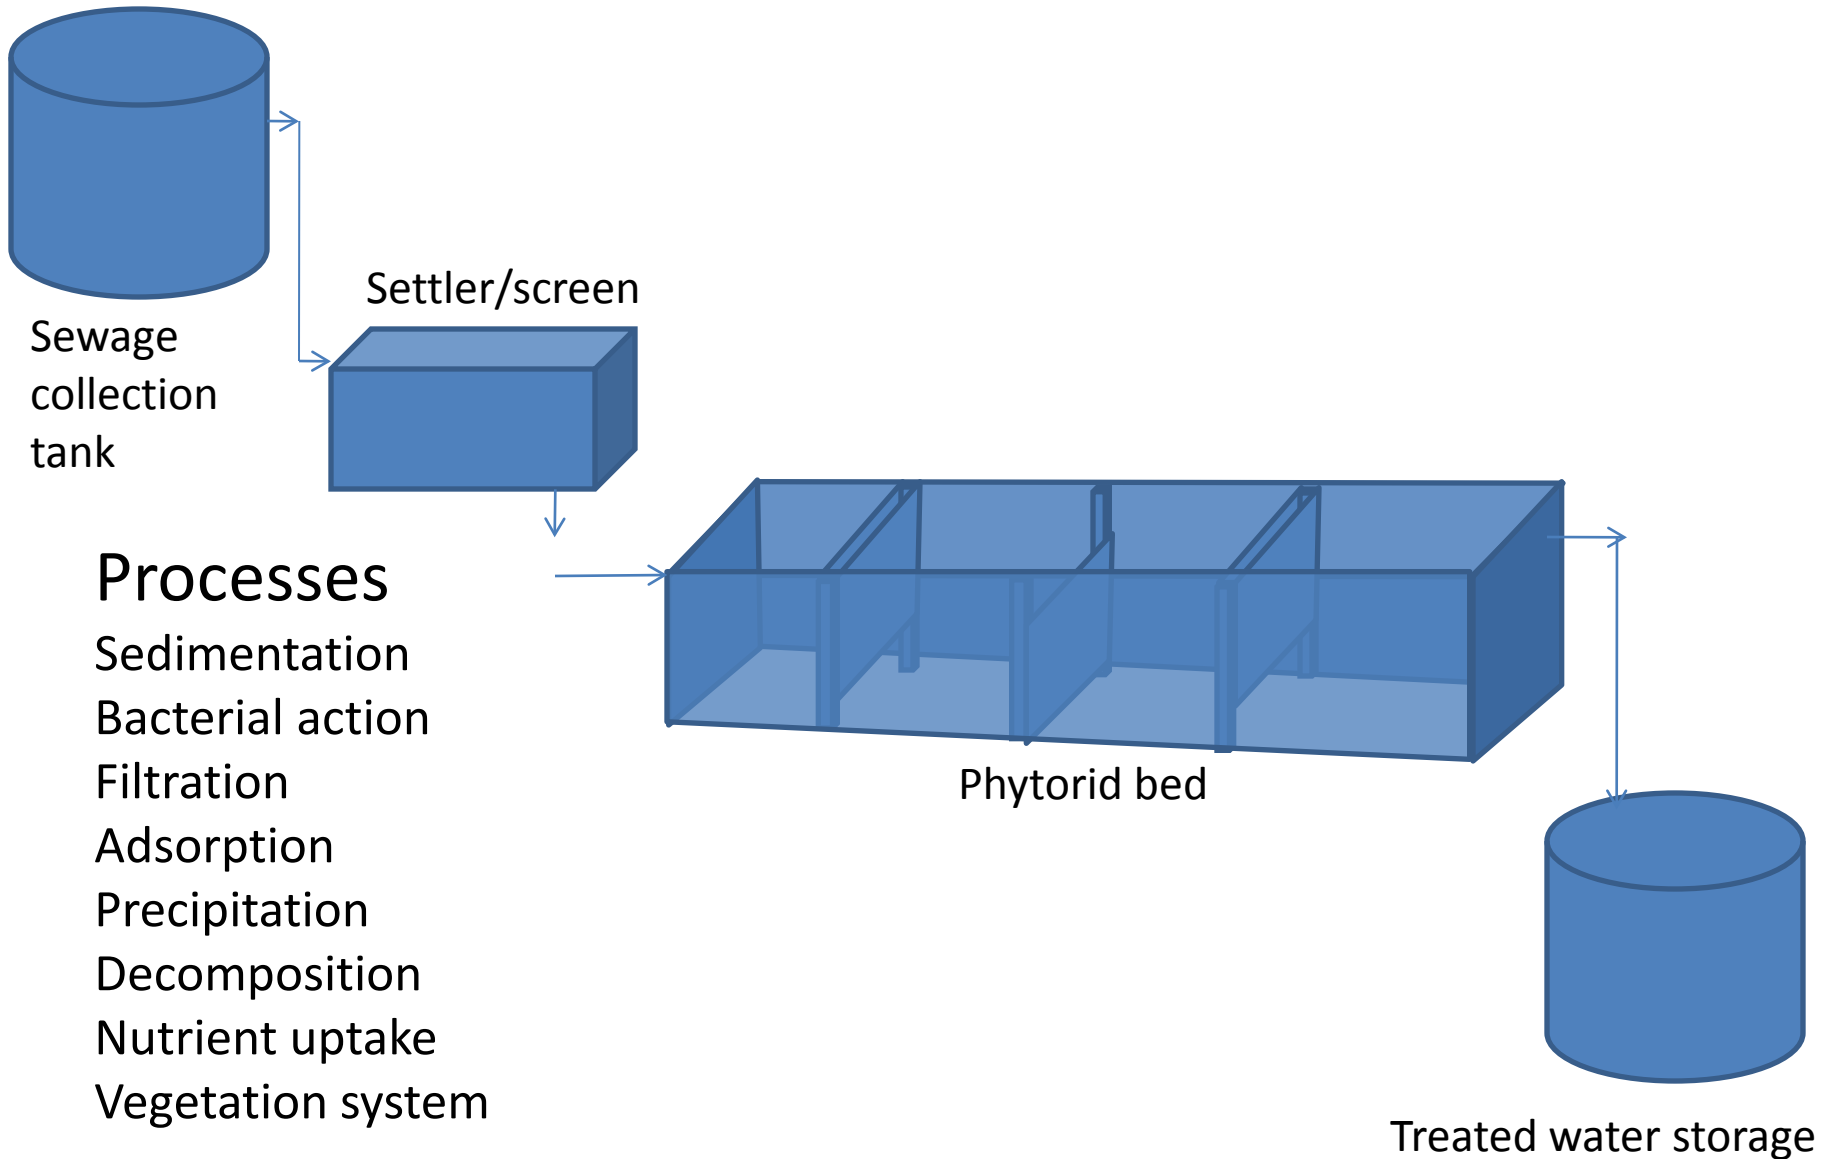 Settler/screen
Sewage
collection
tank
Processes
Sedimentation
Bacterial action
Filtration
Adsorption
Precipitation
Decomposition
Nutrient uptake
Vegetation system
Phytorid bed
Treated water storage